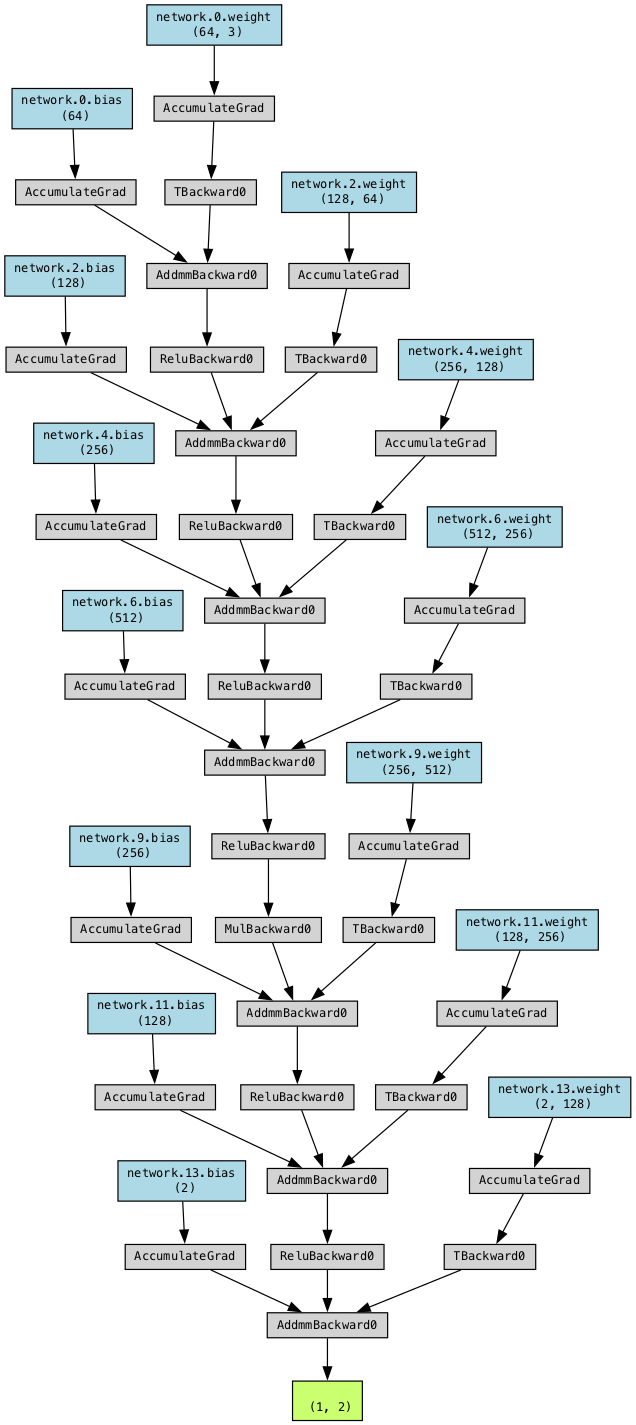 network.0.weight
(64, 3)
network.0.bias
(64)
AccumulateGrad
AccumulateGrad
TBackward0
network.2.weight
(128, 64)
network.2.bias
(128)
AddmmBackward0
AccumulateGrad
AccumulateGrad
ReluBackward0
TBackward0
network.4.weight
(256, 128)
network.4.bias
(256)
AddmmBackward0
AccumulateGrad
AccumulateGrad
ReluBackward0
TBackward0
network.6.weight
(512, 256)
network.6.bias
(512)
AddmmBackward0
AccumulateGrad
AccumulateGrad
ReluBackward0
TBackward0
AddmmBackward0
network.9.weight
(256, 512)
network.9.bias
(256)
ReluBackward0
AccumulateGrad
AccumulateGrad
MulBackward0
TBackward0
network.11.weight
(128, 256)
network.11.bias
(128)
AddmmBackward0
AccumulateGrad
AccumulateGrad
ReluBackward0
TBackward0
network.13.weight
(2, 128)
network.13.bias
(2)
AddmmBackward0
AccumulateGrad
AccumulateGrad
ReluBackward0
TBackward0
AddmmBackward0
(1, 2)